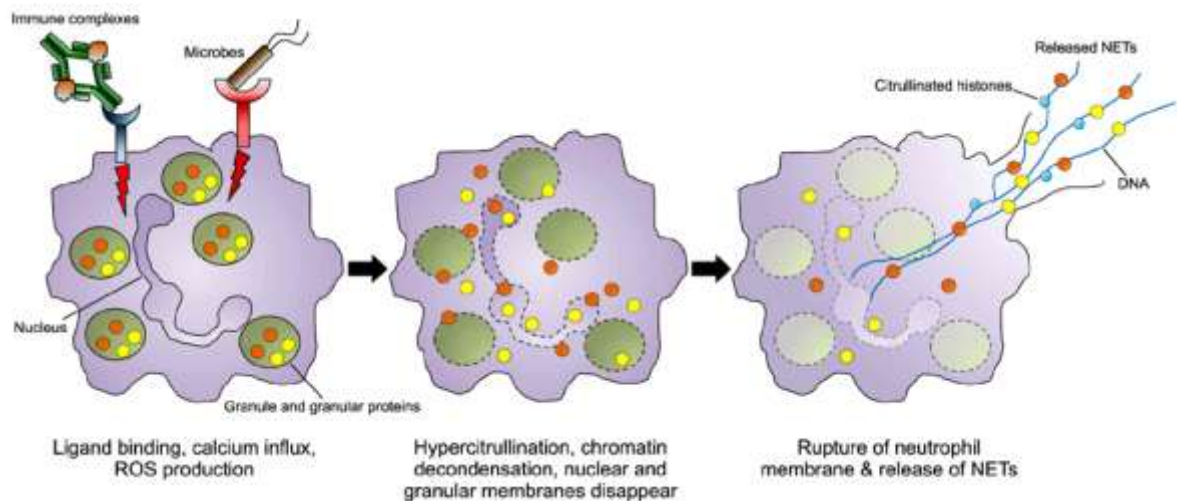 Immune complexes
Microbes
Released NETs
Citrullinated histones
DNA
Nucleus
Granule and granular proteins
Ligand binding, calcium influx,
ROS production
Hypercitrullination, chromatin
decondensation, nuclear and
granular membranes disappear
Rupture of neutrophil
membrane & release of NETs